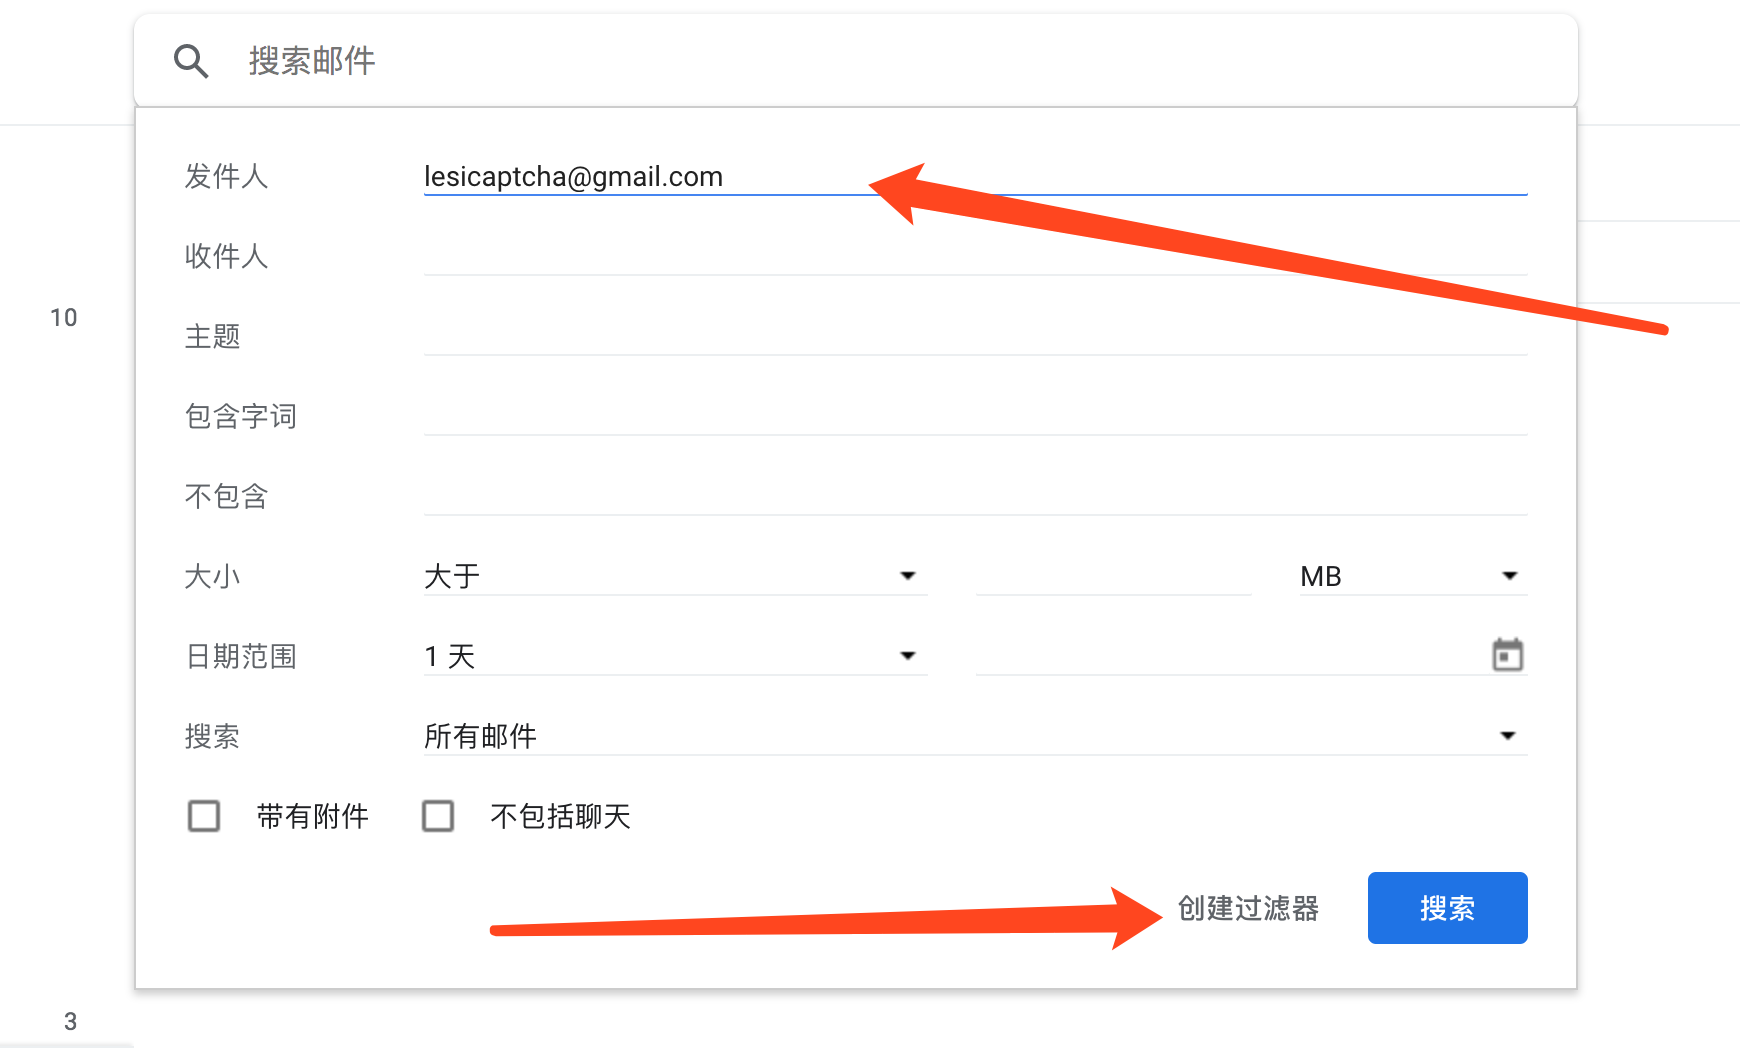 搜索邮件
发件人 lesicaptcha@gmail.com
收件人
10
主题
包含字词
不包含
大小 大于 MB
日期范围 1 天
搜索 所有邮件
带有附件 不包括聊天
创建过滤器 搜索
3